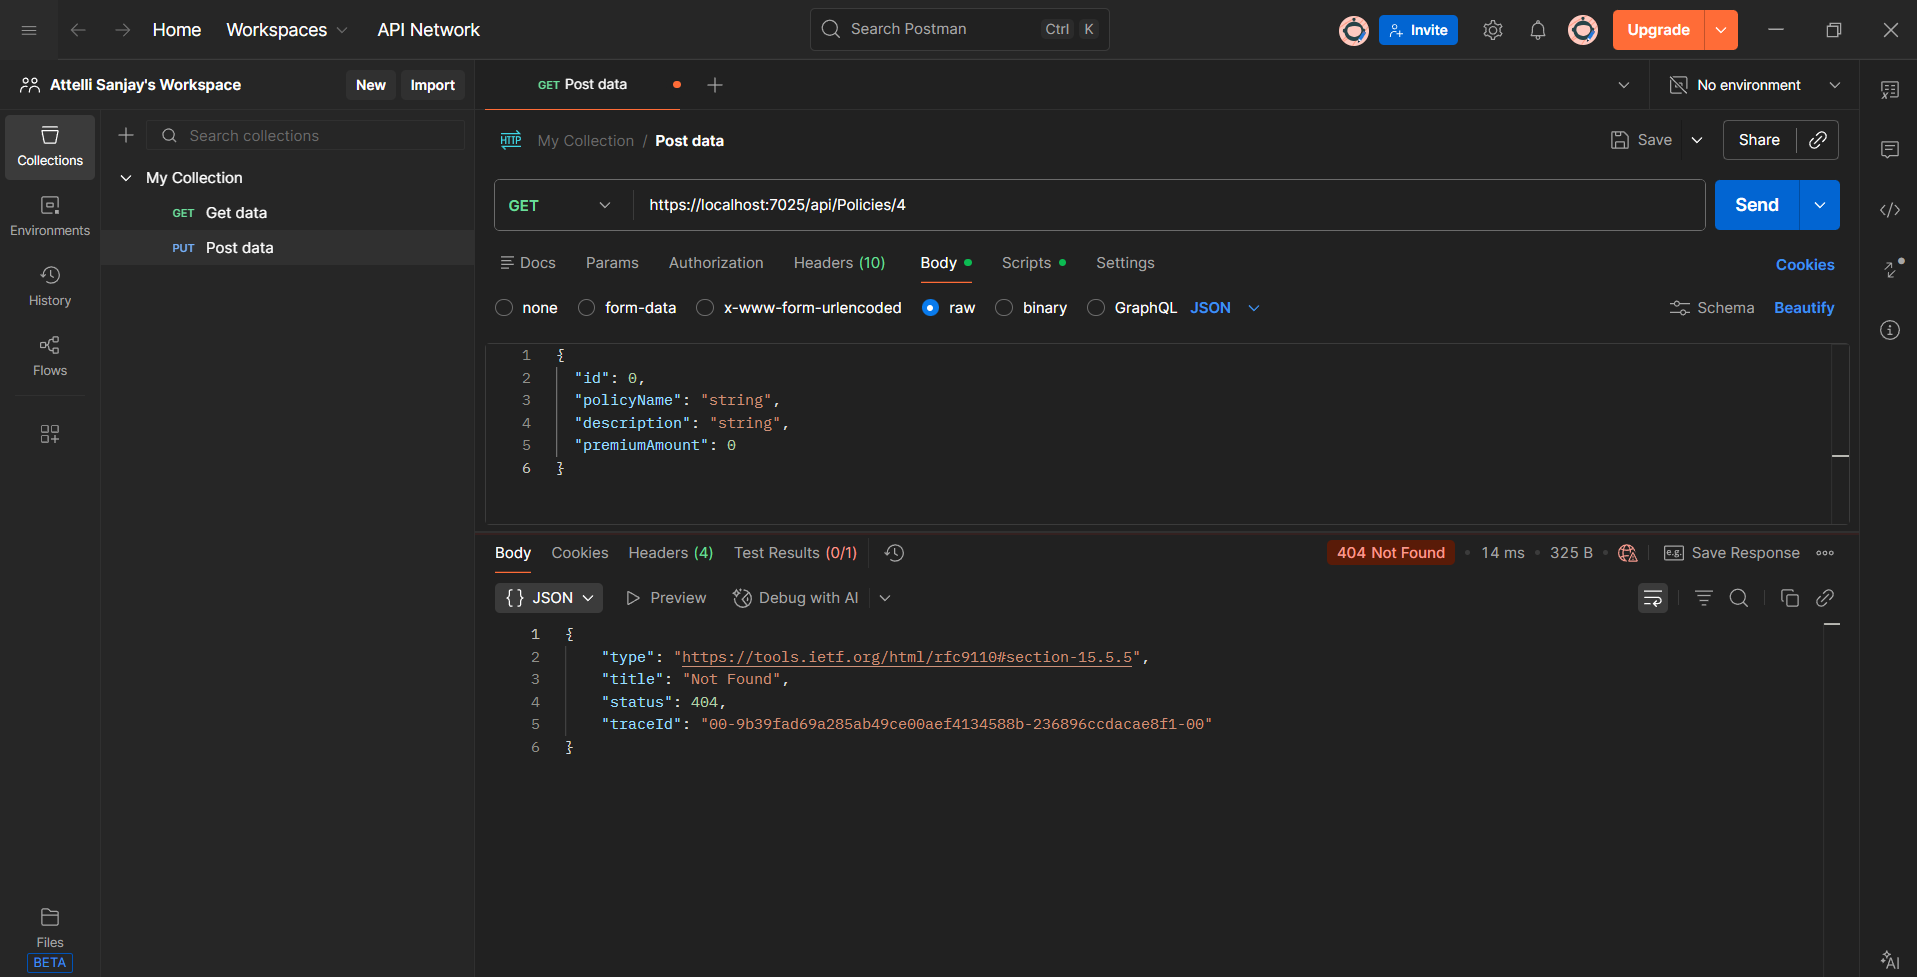 Home Workspaces API Network Search Postman Ctrl K Invite Upgrade
Attelli Sanjay's Workspace New Import
GET Post data No environment
Collections
Environments
History
Flows
Files
BETA
Search collections
My Collection
GET Get data
PUT Post data
HTTP My Collection / Post data Save Share
GET https://localhost:7025/api/Policies/4 Send
Docs Params Authorization Headers (10) Body Scripts Settings Cookies
none form-data x-www-form-urlencoded raw binary GraphQL JSON Schema Beautify
1 {
2 "id": 0,
3 "policyName": "string",
4 "description": "string",
5 "premiumAmount": 0
6 }
Body Cookies Headers (4) Test Results (0/1) 404 Not Found 14 ms 325 B e.g. Save Response
{} JSON Preview Debug with AI
1 {
2 "type": "https://tools.ietf.org/html/rfc9110#section-15.5.5",
3 "title": "Not Found",
4 "status": 404,
5 "traceId": "00-9b39fad69a285ab49ce00aef4134588b-236896ccdacae8f1-00"
6 }
AI